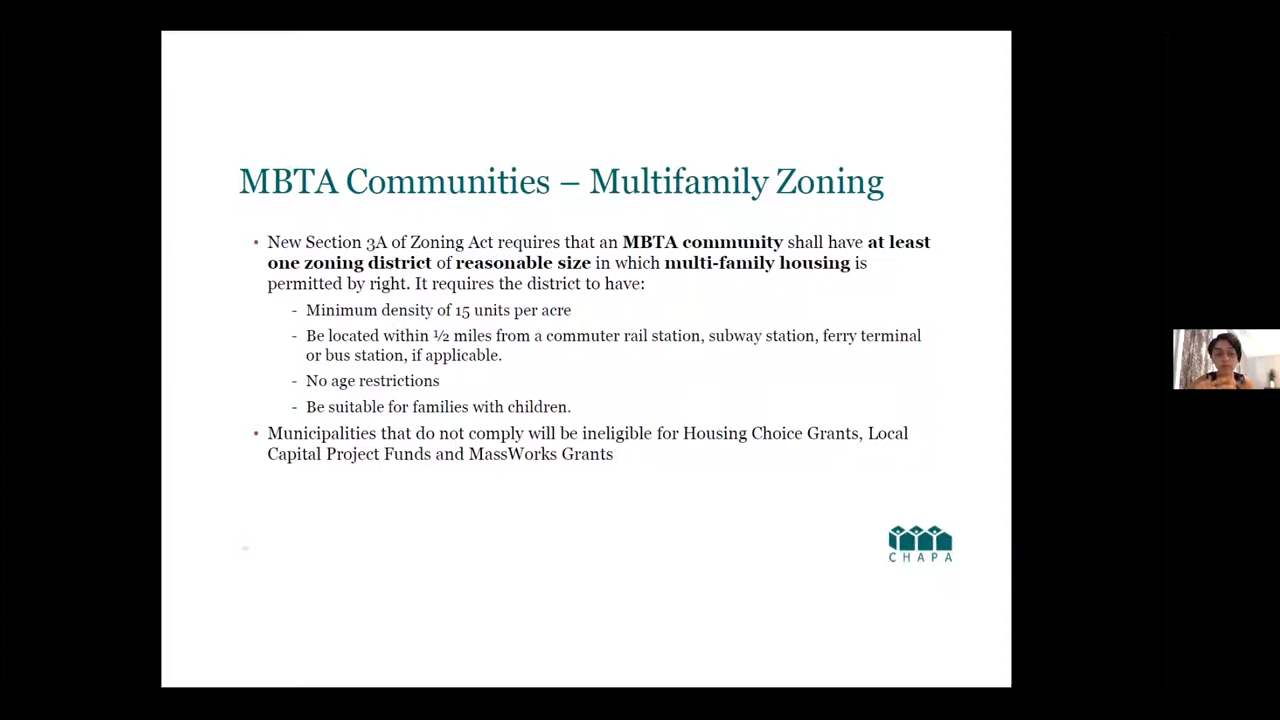 MBTA Communities – Multifamily Zoning
• New Section 3A of Zoning Act requires that an MBTA community shall have at least
one zoning district of reasonable size in which multi-family housing is
permitted by right. It requires the district to have:
- Minimum density of 15 units per acre
- Be located within ½ miles from a commuter rail station, subway station, ferry terminal
or bus station, if applicable.
- No age restrictions
- Be suitable for families with children.
• Municipalities that do not comply will be ineligible for Housing Choice Grants, Local
Capital Project Funds and MassWorks Grants
CHAPA